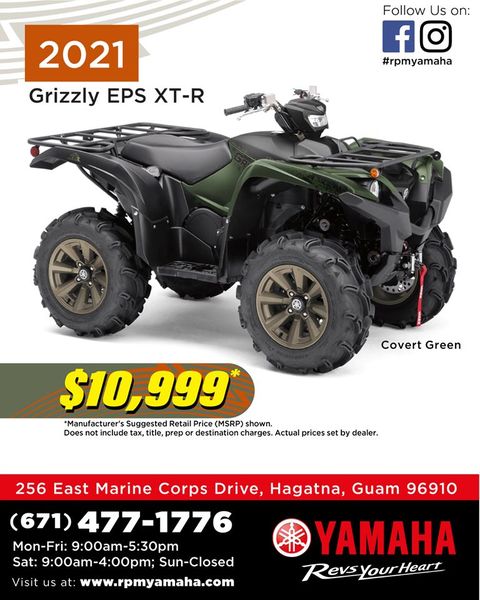 Follow Us on:
#rpmyamaha
2021
Grizzly EPS XT-R
Covert Green
$10,999*
*Manufacturer's Suggested Retail Price (MSRP) shown.
Does not include tax, title, prep or destination charges. Actual prices set by dealer.
256 East Marine Corps Drive, Hagatna, Guam 96910
(671) 477-1776
Mon-Fri: 9:00am-5:30pm
Sat: 9:00am-4:00pm; Sun-Closed
Visit us at: www.rpmyamaha.com
YAMAHA
Revs Your Heart